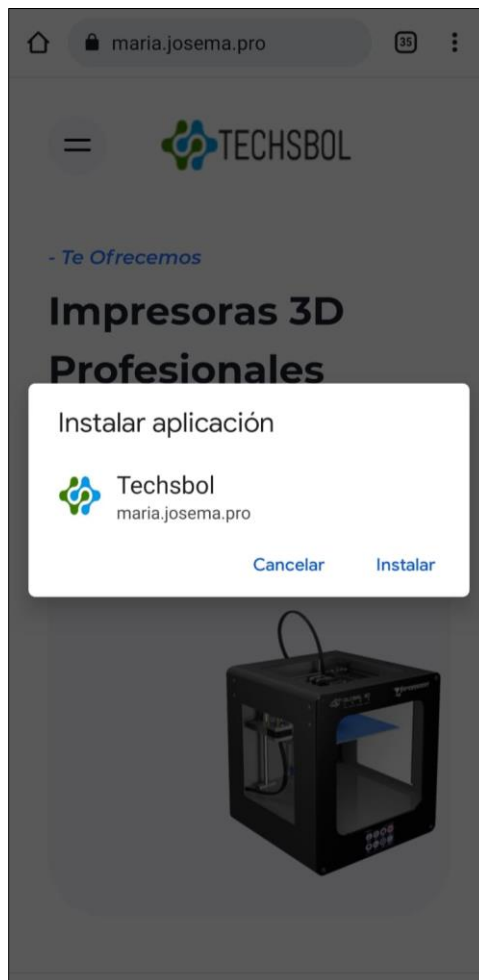 maria.josema.pro
35
TECHSBOL
- Te Ofrecemos
Impresoras 3D
Profesionales
Instalar aplicación
Techsbol
maria.josema.pro
Cancelar
Instalar